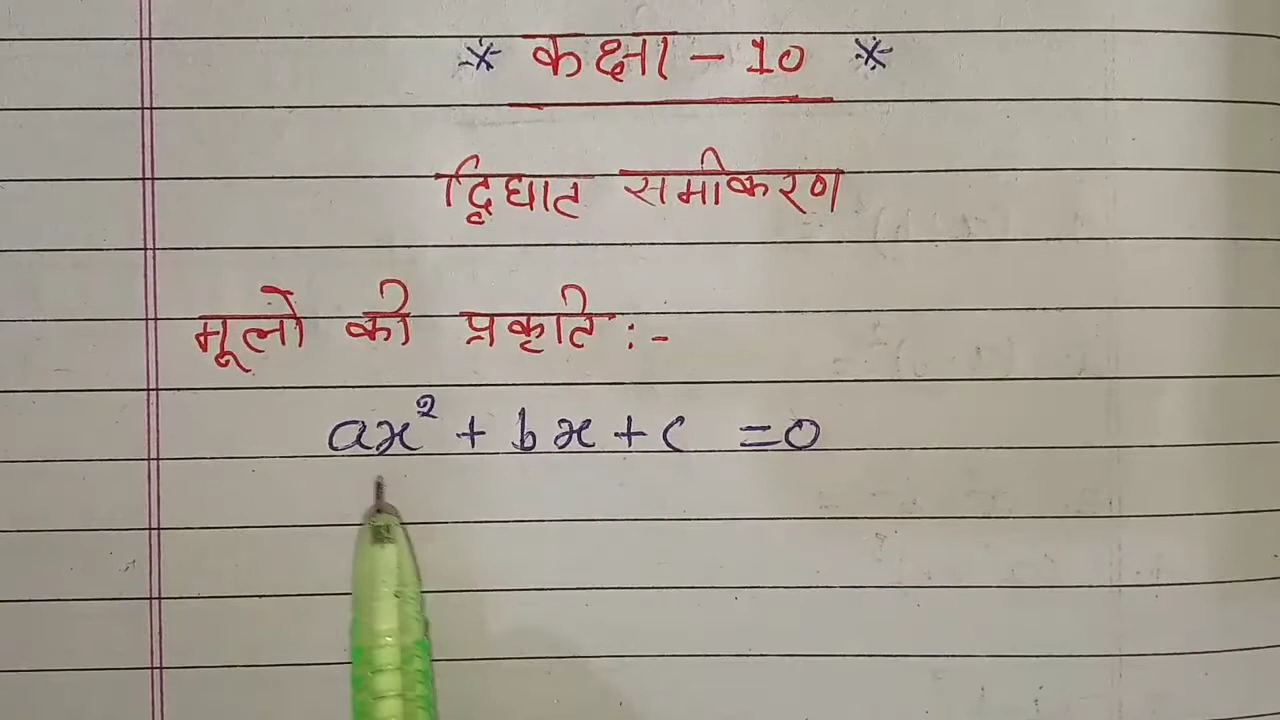 * कक्षा - 10 *
द्विघात समीकरण
मूलो की प्रकृति :-
ax² + bx + c = 0